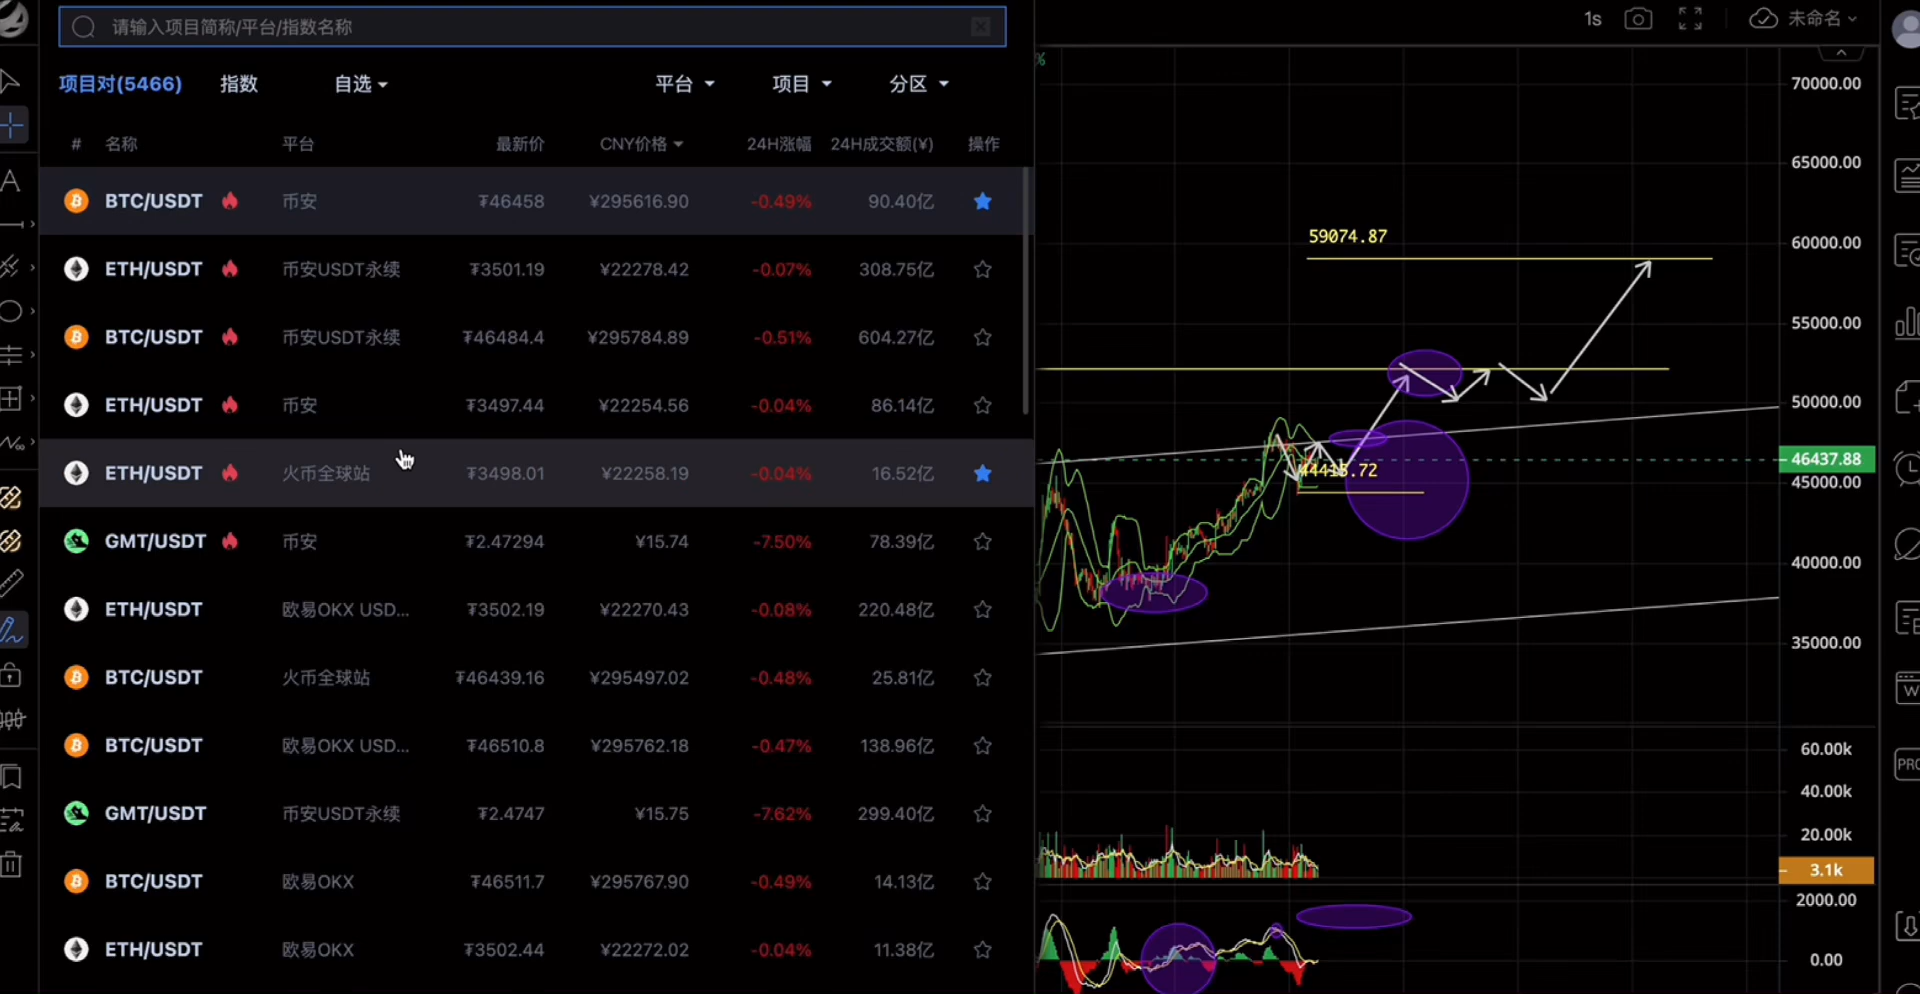 请输入项目简称/平台/指数名称
项目对(5466) 指数 自选 平台 项目 分区
# 名称 平台 最新价 CNY价格 24H涨幅 24H成交额(¥) 操作
BTC/USDT 币安 ₮46458 ¥295616.90 -0.49% 90.40亿
ETH/USDT 币安USDT永续 ₮3501.19 ¥22278.42 -0.07% 308.75亿
BTC/USDT 币安USDT永续 ₮46484.4 ¥295784.89 -0.51% 604.27亿
ETH/USDT 币安 ₮3497.44 ¥22254.56 -0.04% 86.14亿
ETH/USDT 火币全球站 ₮3498.01 ¥22258.19 -0.04% 16.52亿
GMT/USDT 币安 ₮2.47294 ¥15.74 -7.50% 78.39亿
ETH/USDT 欧易OKX USD... ₮3502.19 ¥22270.43 -0.08% 220.48亿
BTC/USDT 火币全球站 ₮46439.16 ¥295497.02 -0.48% 25.81亿
BTC/USDT 欧易OKX USD... ₮46510.8 ¥295762.18 -0.47% 138.96亿
GMT/USDT 币安USDT永续 ₮2.4747 ¥15.75 -7.62% 299.40亿
BTC/USDT 欧易OKX ₮46511.7 ¥295767.90 -0.49% 14.13亿
ETH/USDT 欧易OKX ₮3502.44 ¥22272.02 -0.04% 11.38亿
1s 未命名
%
70000.00
65000.00
59074.87
60000.00
55000.00
50000.00
46437.88
44415.72
45000.00
40000.00
35000.00
60.00k
40.00k
20.00k
3.1k
2000.00
0.00
W
PRO